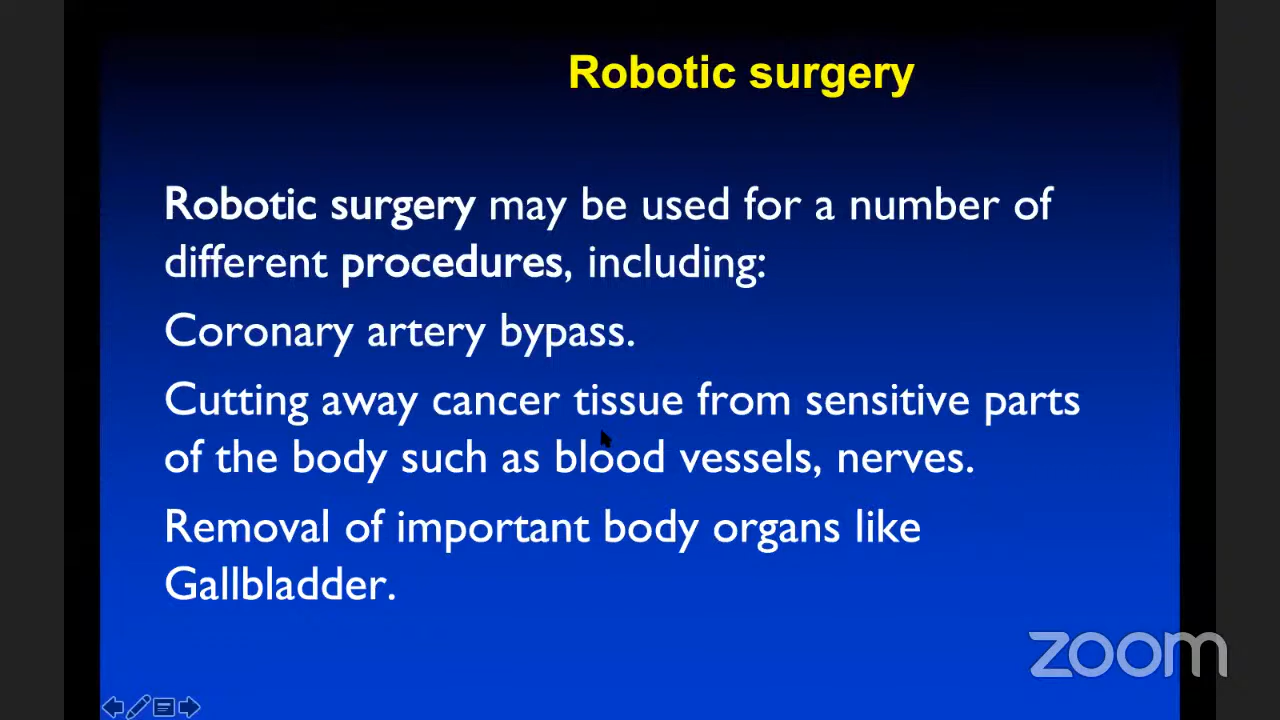 Robotic surgery
Robotic surgery may be used for a number of
different procedures, including:
Coronary artery bypass.
Cutting away cancer tissue from sensitive parts
of the body such as blood vessels, nerves.
Removal of important body organs like
Gallbladder.
zoom